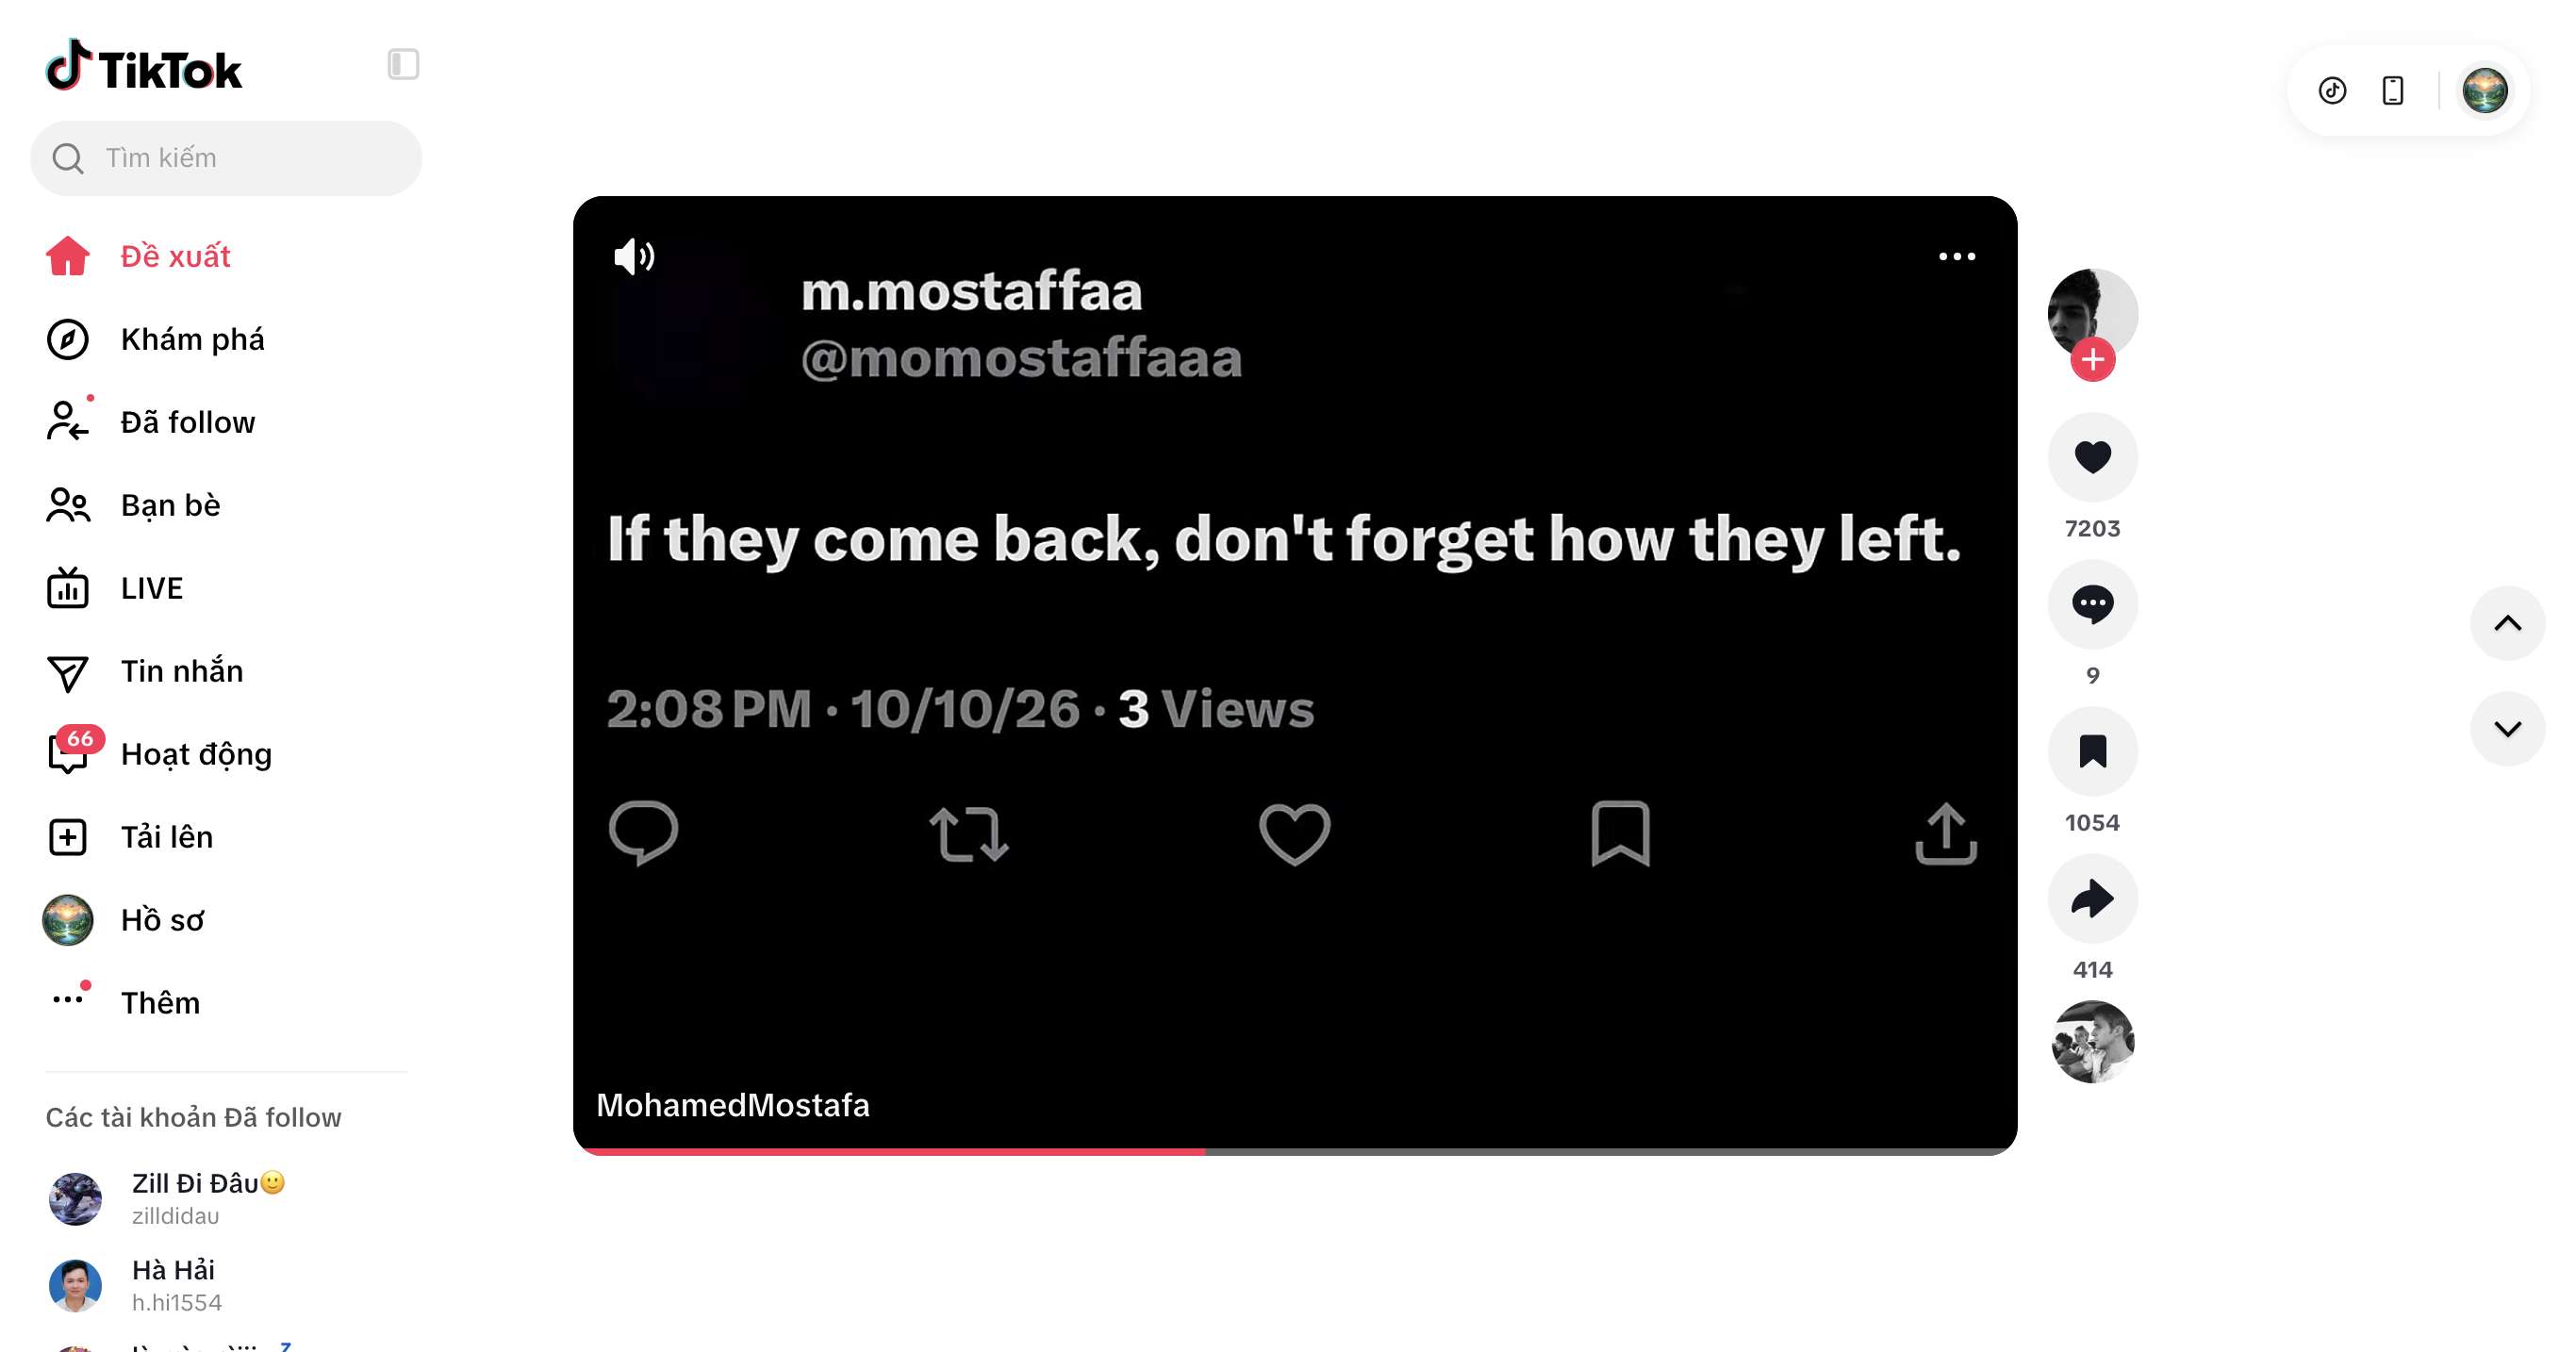 TikTok
Tìm kiếm
Đề xuất
Khám phá
Đã follow
Bạn bè
LIVE
Tin nhắn
66
Hoạt động
Tải lên
Hồ sơ
Thêm
Các tài khoản Đã follow
Zill Đi Đâu🙂
zilldidau
Hà Hải
h.hi1554
m.mostaffaa
@momostaffaaa
If they come back, don't forget how they left.
2:08 PM · 10/10/26 · 3 Views
MohamedMostafa
7203
9
1054
414